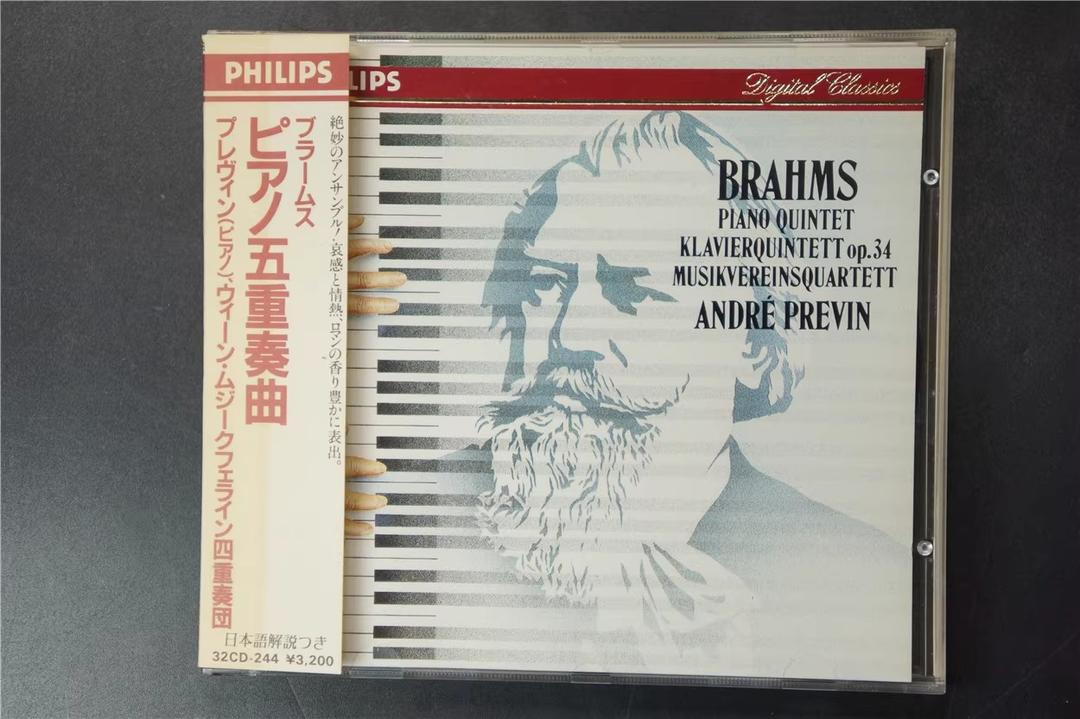 PHILIPS
絶妙のアンサンブル!哀感と情熱、ロマンの香り豊かに表出。
ブラームス
ピアノ五重奏曲
プレヴィン(ピアノ)、ウィーン・ムジークフェライン四重奏団
日本語解説つき
32CD-244 ¥3,200
LIPS
Digital Classics
BRAHMS
PIANO QUINTET
KLAVIERQUINTETT op.34
MUSIKVEREINSQUARTETT
ANDRÉ PREVIN